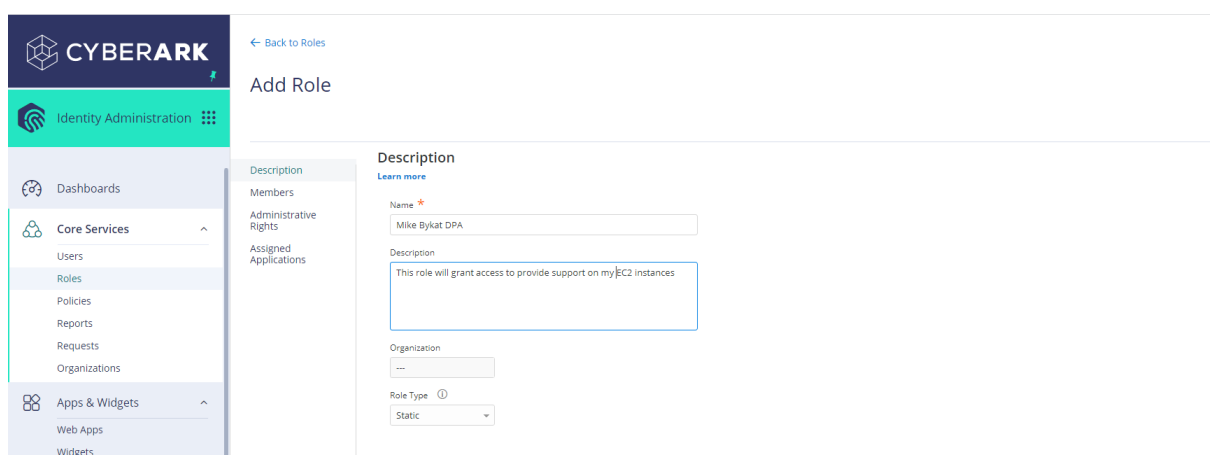 CYBERARK
Identity Administration
Dashboards
Core Services
Users
Roles
Policies
Reports
Requests
Organizations
Apps & Widgets
Web Apps
Widgets
← Back to Roles
Add Role
Description
Members
Administrative
Rights
Assigned
Applications
Description
Learn more
Name *
Mike Bykat DPA
Description
This role will grant access to provide support on my EC2 instances
Organization
---
Role Type
Static